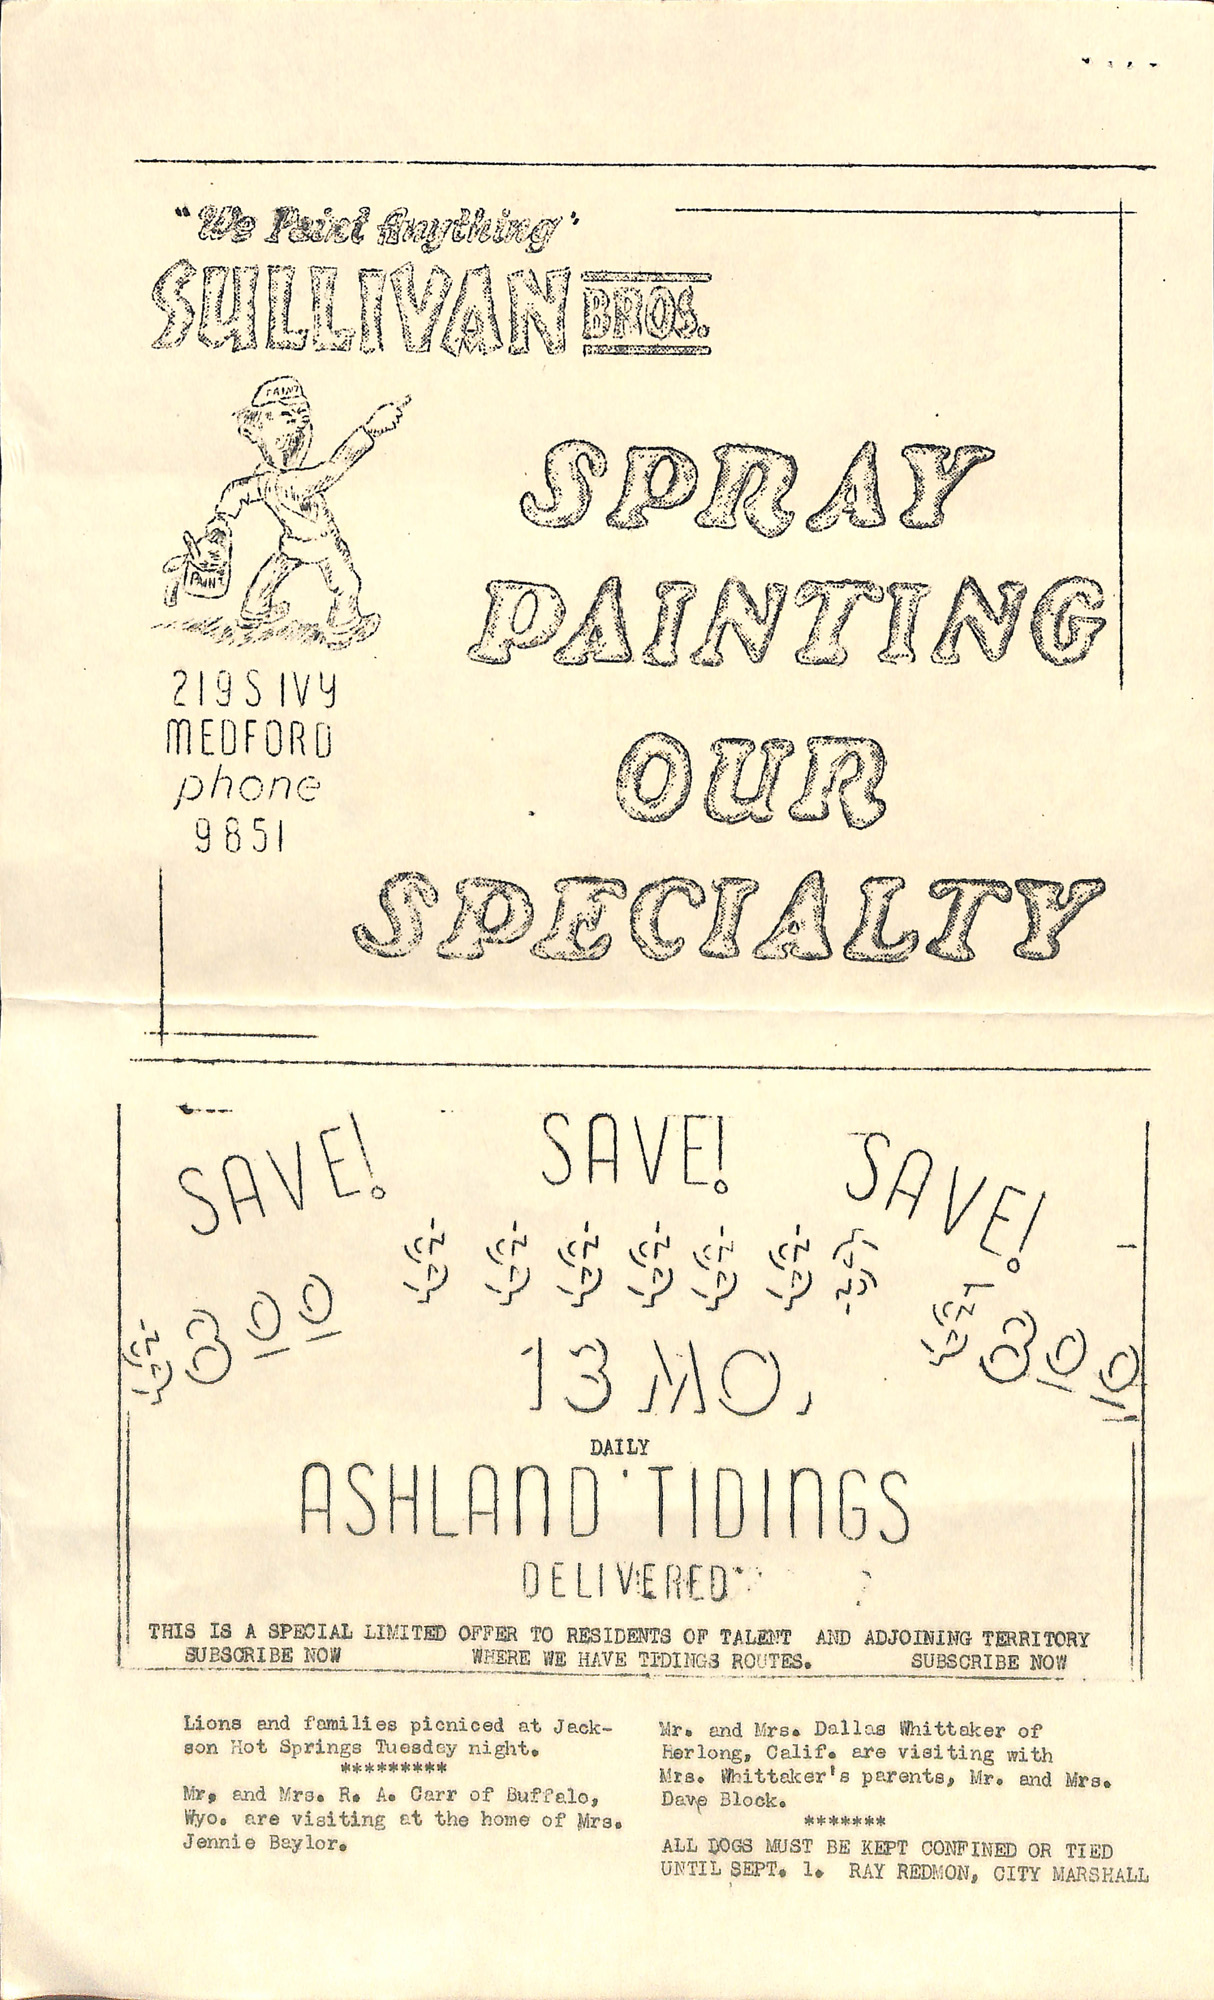 "We Paint Anything"
SULLIVAN BROS.
PAINT
PAINT
SPRAY
PAINTING
OUR
SPECIALTY
219 S IVY
MEDFORD
phone
9851
SAVE! SAVE! SAVE!
$ 3 00
$ 3 00
13 MO.
DAILY
ASHLAND TIDINGS
DELIVERED
THIS IS A SPECIAL LIMITED OFFER TO RESIDENTS OF TALENT AND ADJOINING TERRITORY
SUBSCRIBE NOW WHERE WE HAVE TIDINGS ROUTES. SUBSCRIBE NOW
Lions and families picniced at Jack-
son Hot Springs Tuesday night.
*********
Mr. and Mrs. R. A. Carr of Buffalo,
Wyo. are visiting at the home of Mrs.
Jennie Baylor.
Mr. and Mrs. Dallas Whittaker of
Herlong, Calif. are visiting with
Mrs. Whittaker's parents, Mr. and Mrs.
Dave Block.
*******
ALL DOGS MUST BE KEPT CONFINED OR TIED
UNTIL SEPT. 1. RAY REDMON, CITY MARSHALL